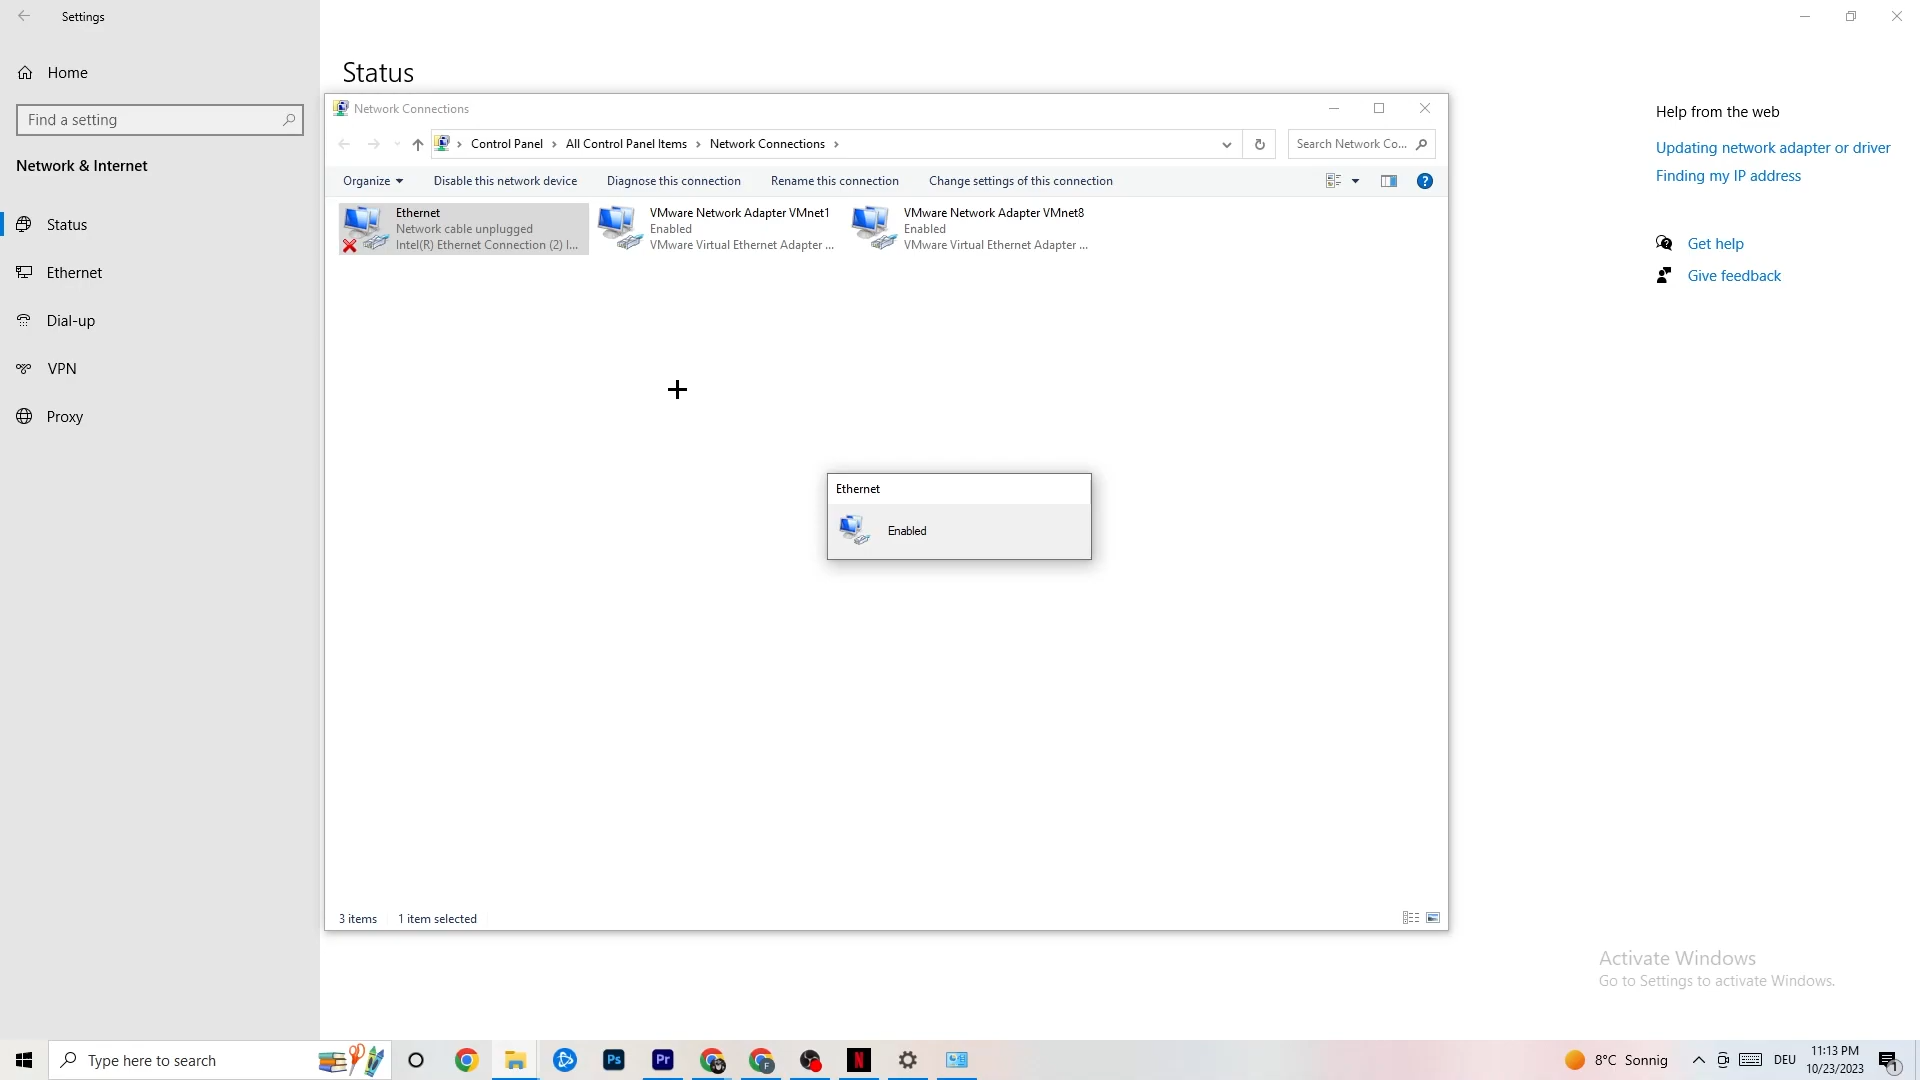 Settings
Home
Find a setting
Network & Internet
Status
Ethernet
Dial-up
VPN
Proxy
Status
Network Connections
Control Panel > All Control Panel Items > Network Connections >
Search Network Co...
Organize
Disable this network device
Diagnose this connection
Rename this connection
Change settings of this connection
?
Ethernet
Network cable unplugged
Intel(R) Ethernet Connection (2) I...
VMware Network Adapter VMnet1
Enabled
VMware Virtual Ethernet Adapter ...
VMware Network Adapter VMnet8
Enabled
VMware Virtual Ethernet Adapter ...
Ethernet
Enabled
3 items
1 item selected
Help from the web
Updating network adapter or driver
Finding my IP address
Get help
Give feedback
Activate Windows
Go to Settings to activate Windows.
Type here to search
Ps
Pr
F
N
8°C Sonnig
DEU
11:13 PM
10/23/2023
1